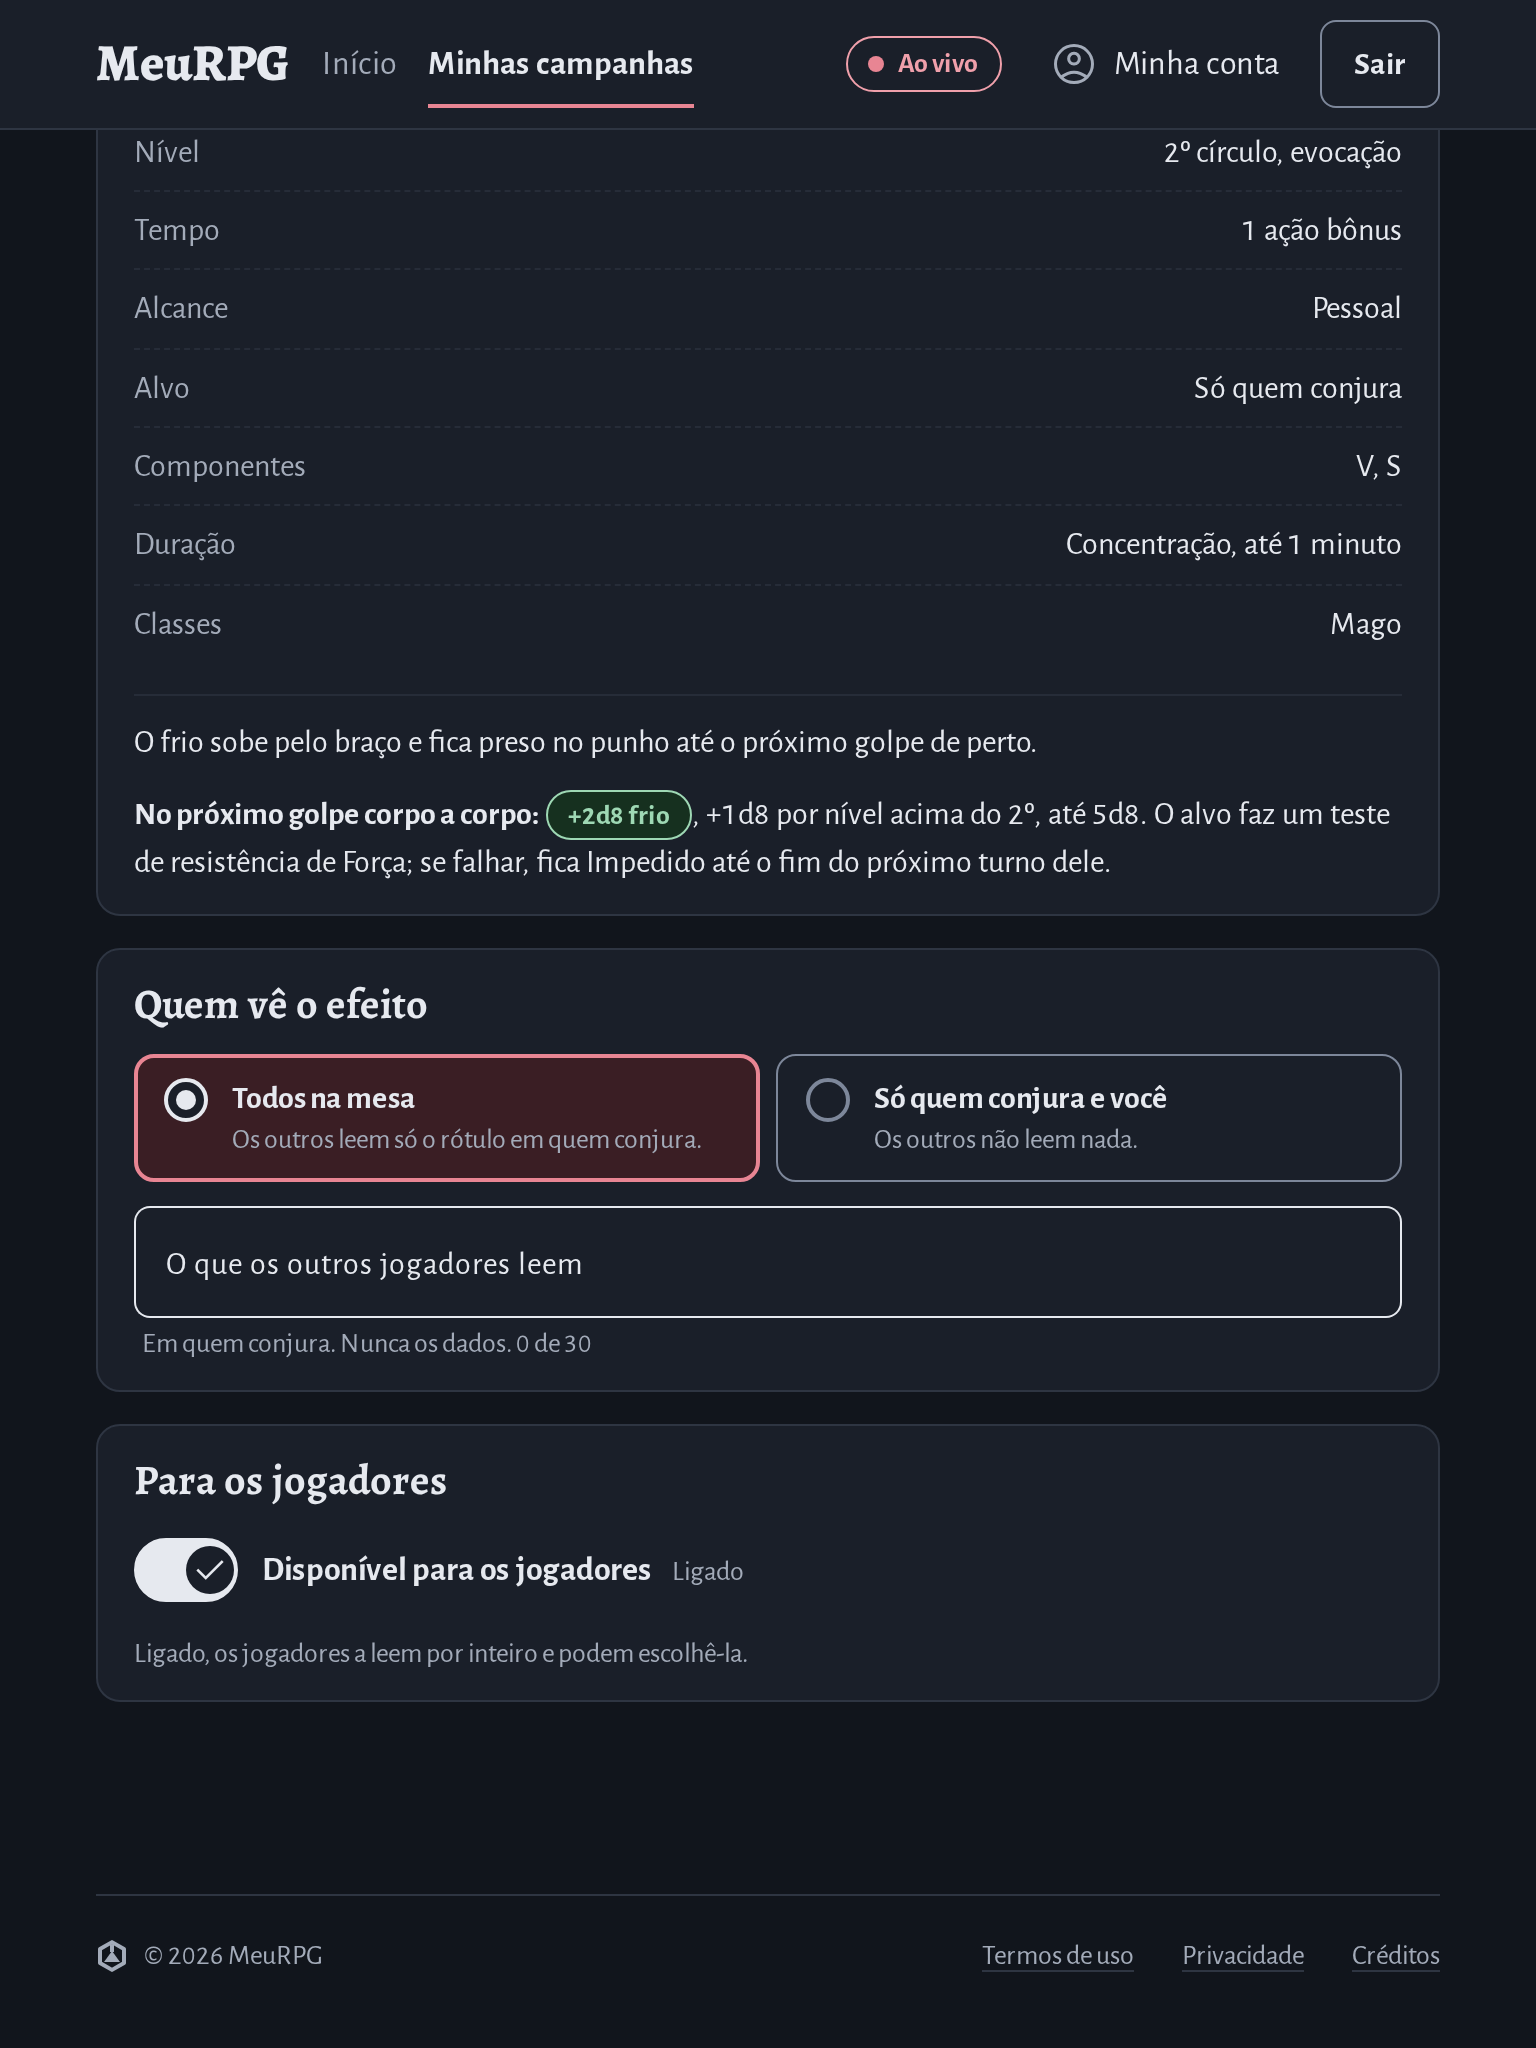 MeuRPG Início Minhas campanhas Ao vivo Minha conta Sair
Nível 2º círculo, evocação
Tempo 1 ação bônus
Alcance Pessoal
Alvo Só quem conjura
Componentes V, S
Duração Concentração, até 1 minuto
Classes Mago
O frio sobe pelo braço e fica preso no punho até o próximo golpe de perto.
No próximo golpe corpo a corpo: +2d8 frio, +1d8 por nível acima do 2º, até 5d8. O alvo faz um teste
de resistência de Força; se falhar, fica Impedido até o fim do próximo turno dele.
Quem vê o efeito
Todos na mesa
Os outros leem só o rótulo em quem conjura.
Só quem conjura e você
Os outros não leem nada.
O que os outros jogadores leem
Em quem conjura. Nunca os dados. 0 de 30
Para os jogadores
Disponível para os jogadores Ligado
Ligado, os jogadores a leem por inteiro e podem escolhê-la.
© 2026 MeuRPG Termos de uso Privacidade Créditos